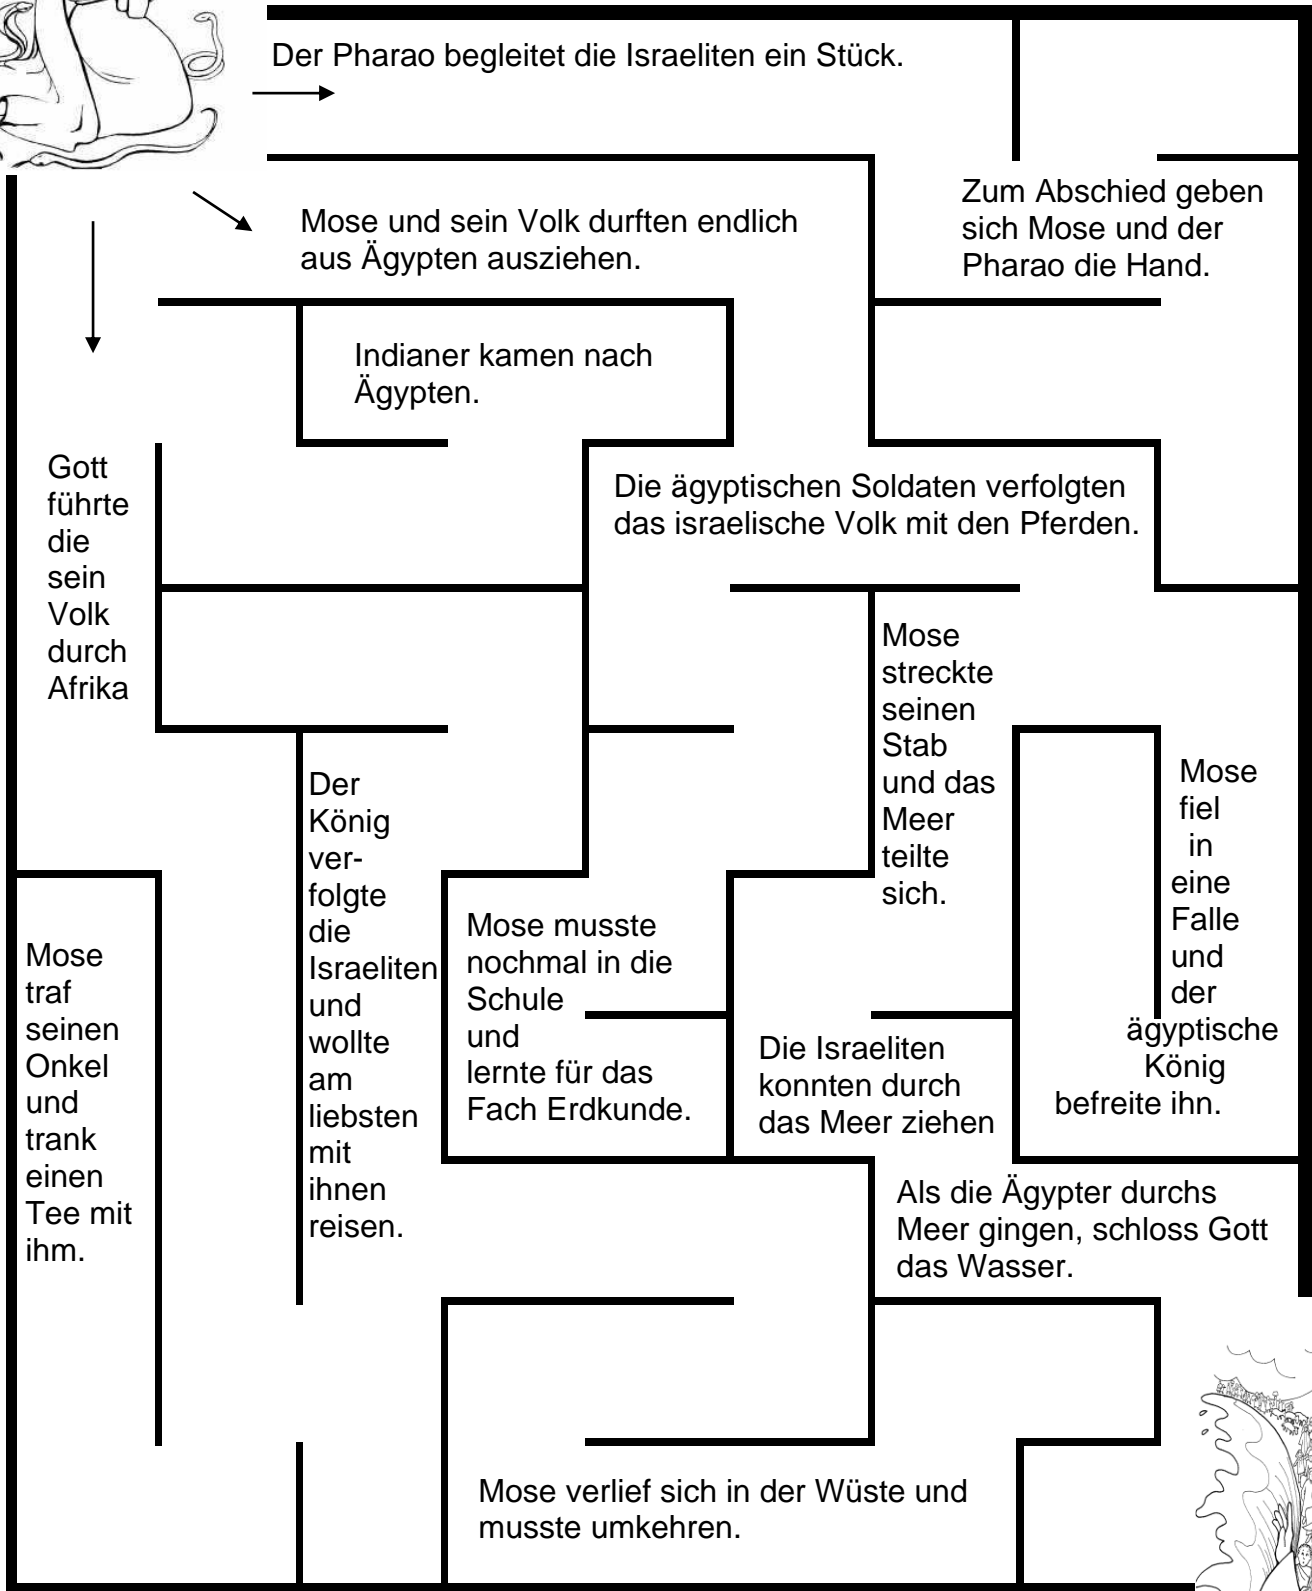 Der Pharao begleitet die Israeliten ein Stück.
Zum Abschied geben
sich Mose und der
Pharao die Hand.
Mose und sein Volk durften endlich
aus Ägypten ausziehen.
Indianer kamen nach
Ägypten.
Gott
führte
die
sein
Volk
durch
Afrika
Die ägyptischen Soldaten verfolgten
das israelische Volk mit den Pferden.
Mose
streckte
seinen
Stab
und das
Meer
teilte
sich.
Mose
fiel
in
eine
Falle
und
der
ägyptische
König
befreite ihn.
Der
König
ver-
folgte
die
Israeliten
und
wollte
am
liebsten
mit
ihnen
reisen.
Mose musste
nochmal in die
Schule
und
lernte für das
Fach Erdkunde.
Mose
traf
seinen
Onkel
und
trank
einen
Tee mit
ihm.
Die Israeliten
konnten durch
das Meer ziehen
Als die Ägypter durchs
Meer gingen, schloss Gott
das Wasser.
Mose verlief sich in der Wüste und
musste umkehren.